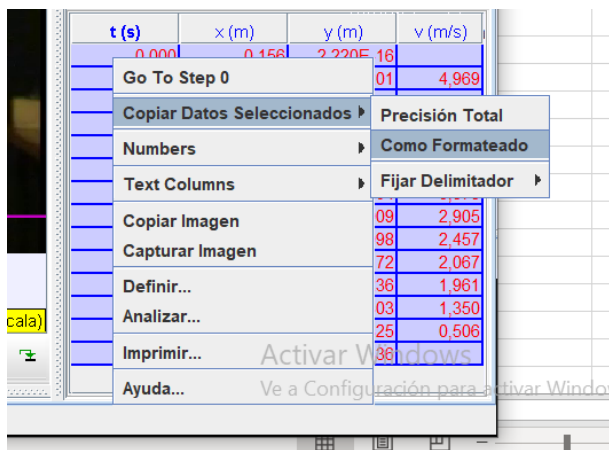 t (s) x (m) y (m) v (m/s)
0,000 0,156 2,220E-16
Go To Step 0 01 4,969
Copiar Datos Seleccionados Precisión Total
Numbers Como Formateado
Text Columns Fijar Delimitador
Copiar Imagen 09 2,905
98 2,457
Capturar Imagen 72 2,067
Definir... 36 1,961
Analizar... 03 1,350
cala) 25 0,506
Imprimir... 36 Activar Windows
Ayuda... Ve a Configuración para activar Windo